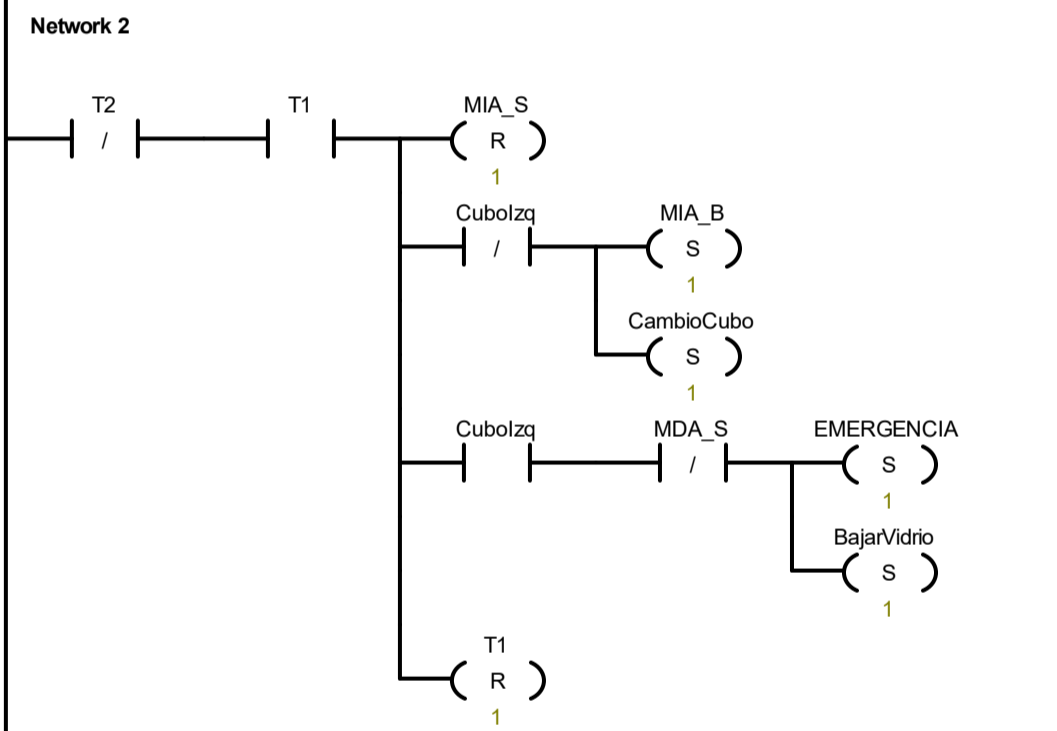 Network 2
T2 T1 MIA_S
/ R
1
CuboIzq MIA_B
/ S
1
CambioCubo
S
1
CuboIzq MDA_S EMERGENCIA
/ S
1
BajarVidrio
S
1
T1
R
1